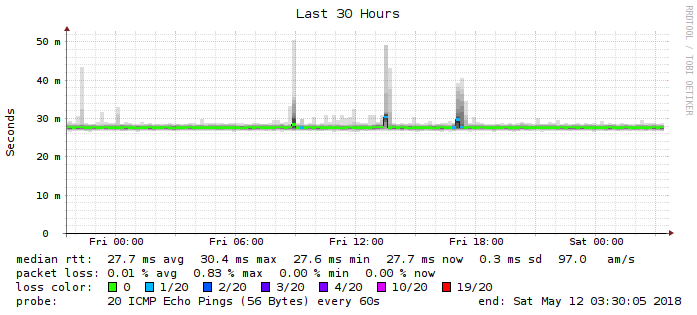 Last 30 Hours
RRDTOOL / TOBI OETIKER
Seconds
50 m
40 m
30 m
20 m
10 m
0
Fri 00:00 Fri 06:00 Fri 12:00 Fri 18:00 Sat 00:00
median rtt: 27.7 ms avg 30.4 ms max 27.6 ms min 27.7 ms now 0.3 ms sd 97.0 am/s
packet loss: 0.01 % avg 0.83 % max 0.00 % min 0.00 % now
loss color: 0 1/20 2/20 3/20 4/20 10/20 19/20
probe: 20 ICMP Echo Pings (56 Bytes) every 60s end: Sat May 12 03:30:05 2018